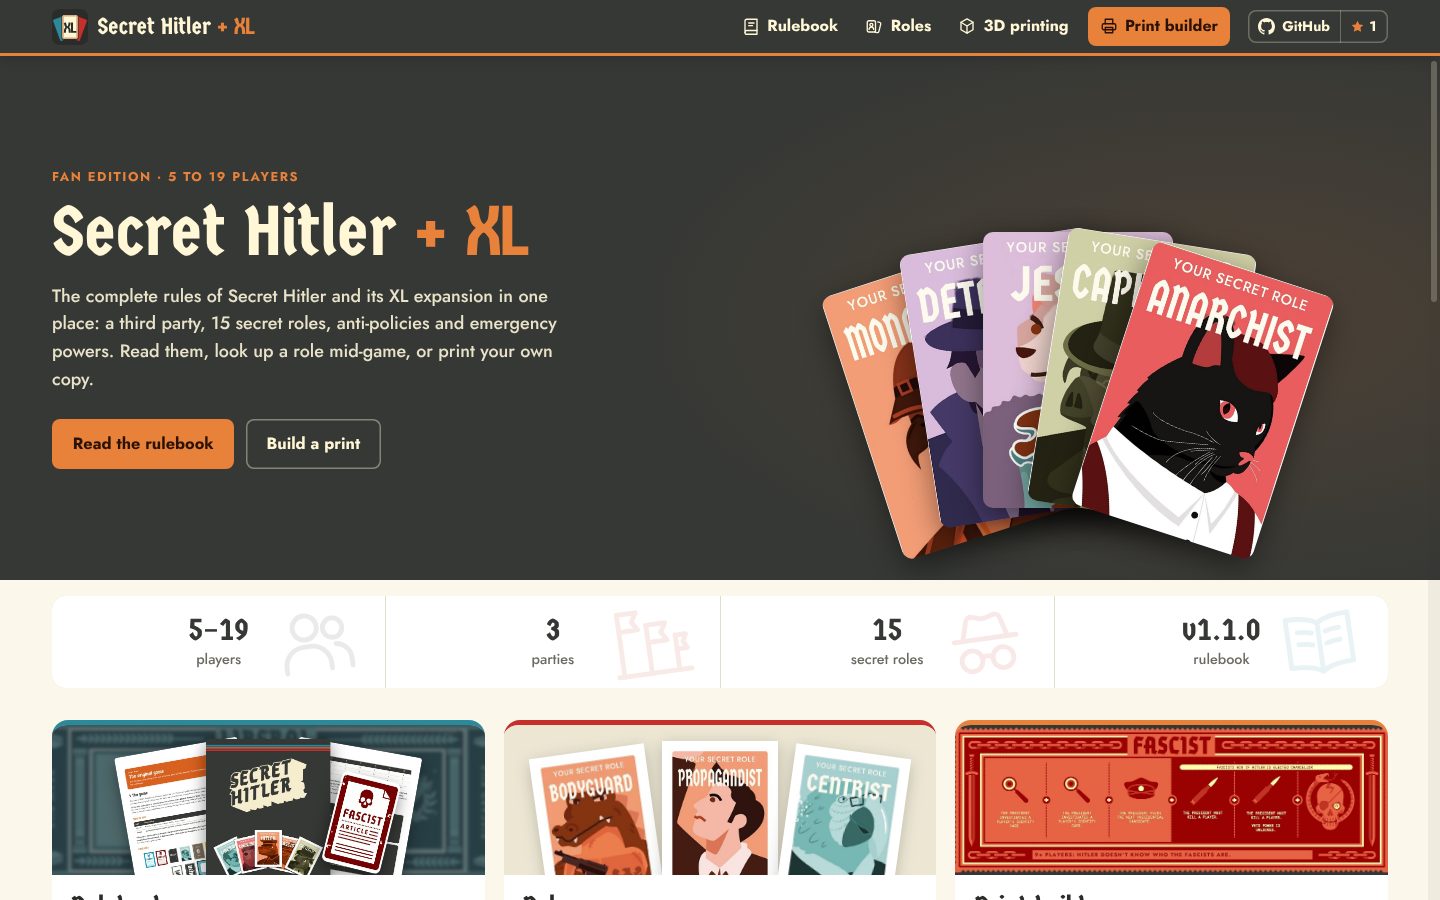 Secret Hitler + XL
Rulebook
Roles
3D printing
Print builder
GitHub
1
FAN EDITION · 5 TO 19 PLAYERS
Secret Hitler + XL
The complete rules of Secret Hitler and its XL expansion in one
place: a third party, 15 secret roles, anti-policies and emergency
powers. Read them, look up a role mid-game, or print your own
copy.
Read the rulebook
Build a print
YOUR SECRET ROLE
ANARCHIST
5–19
players
3
parties
15
secret roles
v1.1.0
rulebook
SECRET
HITLER
FASCIST
ARTICLE
YOUR SECRET ROLE
BODYGUARD
YOUR SECRET ROLE
PROPAGANDIST
YOUR SECRET ROLE
CENTRIST
FASCIST